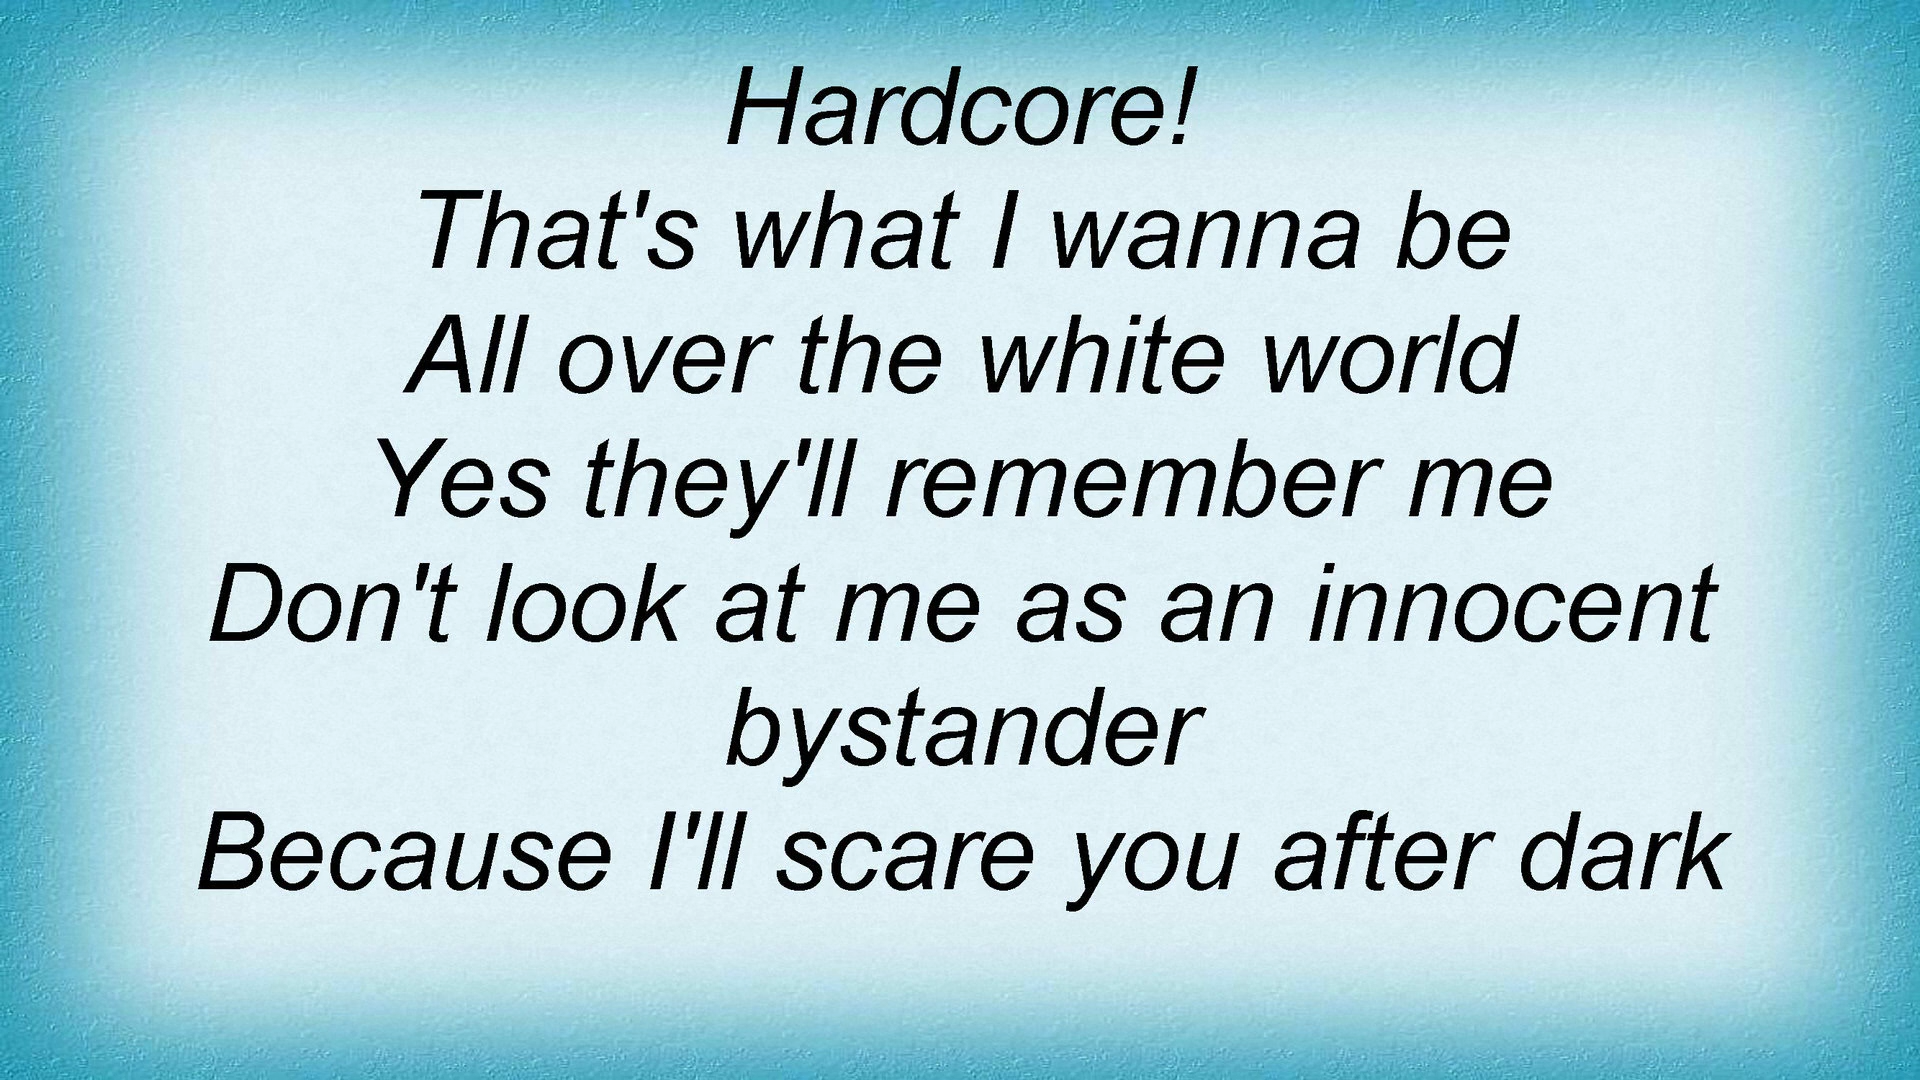 Hardcore!
That's what I wanna be
All over the white world
Yes they'll remember me
Don't look at me as an innocent
bystander
Because I'll scare you after dark